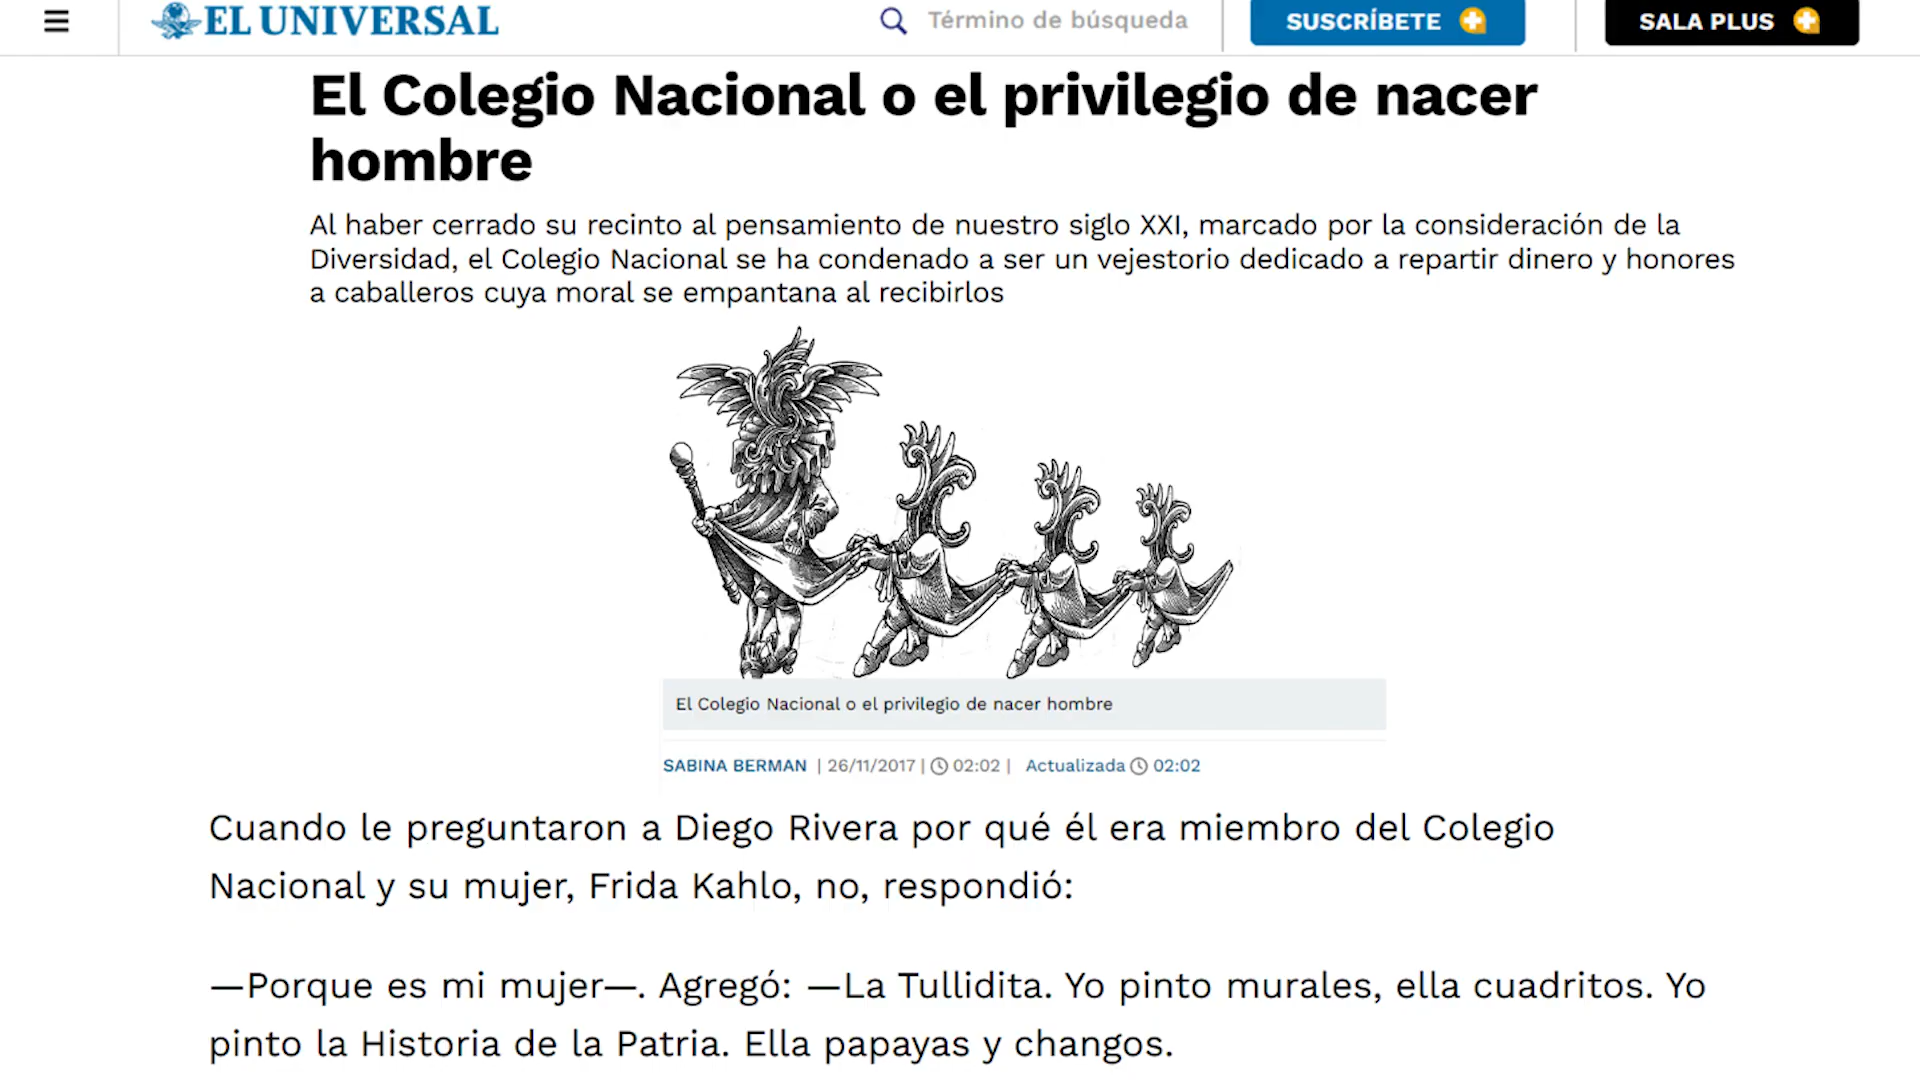 EL UNIVERSAL
Término de búsqueda
SUSCRÍBETE
SALA PLUS
El Colegio Nacional o el privilegio de nacer
hombre
Al haber cerrado su recinto al pensamiento de nuestro siglo XXI, marcado por la consideración de la
Diversidad, el Colegio Nacional se ha condenado a ser un vejestorio dedicado a repartir dinero y honores
a caballeros cuya moral se empantana al recibirlos
El Colegio Nacional o el privilegio de nacer hombre
SABINA BERMAN | 26/11/2017 | 02:02 | Actualizada 02:02
Cuando le preguntaron a Diego Rivera por qué él era miembro del Colegio
Nacional y su mujer, Frida Kahlo, no, respondió:
—Porque es mi mujer—. Agregó: —La Tullidita. Yo pinto murales, ella cuadritos. Yo
pinto la Historia de la Patria. Ella papayas y changos.